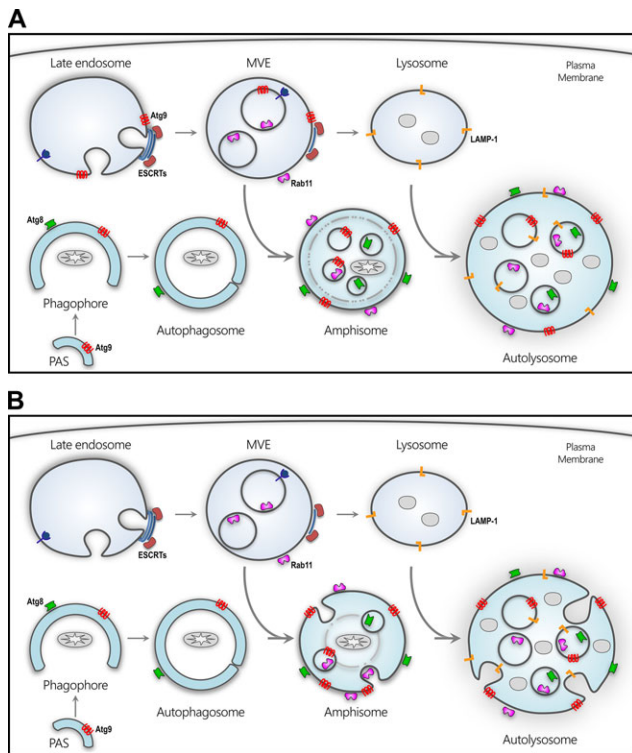 A
Late endosome
MVE
Lysosome
Plasma
Membrane
Atg9
ESCRTs
LAMP-1
Rab11
Atg8
Phagophore
Autophagosome
Amphisome
Autolysosome
PAS
Atg9
B
Late endosome
MVE
Lysosome
Plasma
Membrane
ESCRTs
LAMP-1
Rab11
Atg8
Phagophore
Autophagosome
Amphisome
Autolysosome
PAS
Atg9